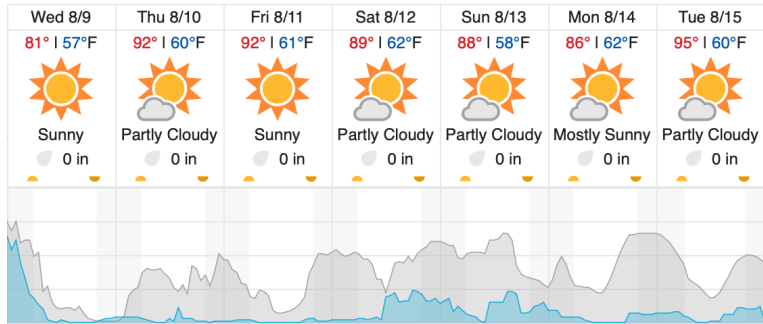 Wed 8/9 Thu 8/10 Fri 8/11 Sat 8/12 Sun 8/13 Mon 8/14 Tue 8/15
81° | 57°F 92° | 60°F 92° | 61°F 89° | 62°F 88° | 58°F 86° | 62°F 95° | 60°F
Sunny Partly Cloudy Sunny Partly Cloudy Partly Cloudy Mostly Sunny Partly Cloudy
0 in 0 in 0 in 0 in 0 in 0 in 0 in